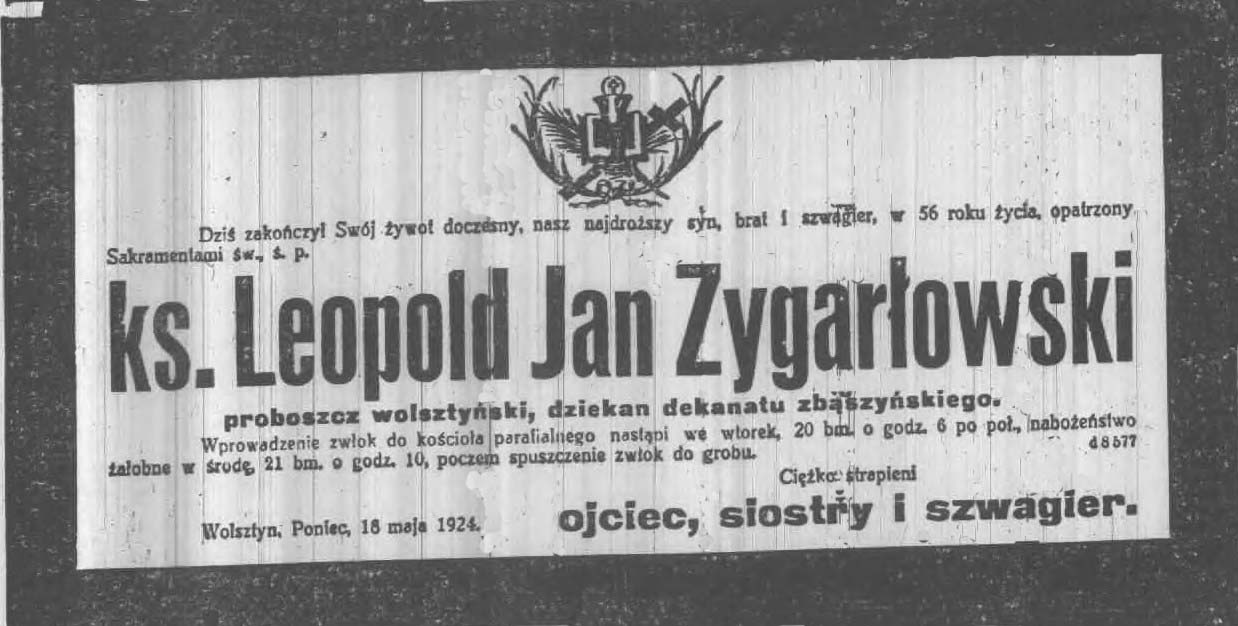 Dziś zakończył Swój żywot doczesny, nasz najdroższy syn, brat i szwagier, w 56 roku życia, opatrzony
Sakramentami św., ś. p.
ks. Leopold Jan Zygarłowski
proboszcz wolsztyński, dziekan dekanatu zbąszyńskiego.
Wprowadzenie zwłok do kościoła parafialnego nastąpi we wtorek, 20 bm. o godz. 6 po poł., nabożeństwo
żałobne w środę, 21 bm. o godz. 10, poczem spuszczenie zwłok do grobu.
d 8577
Ciężko strapieni
ojciec, siostry i szwagier.
Wolsztyn, Poniec, 18 maja 1924.